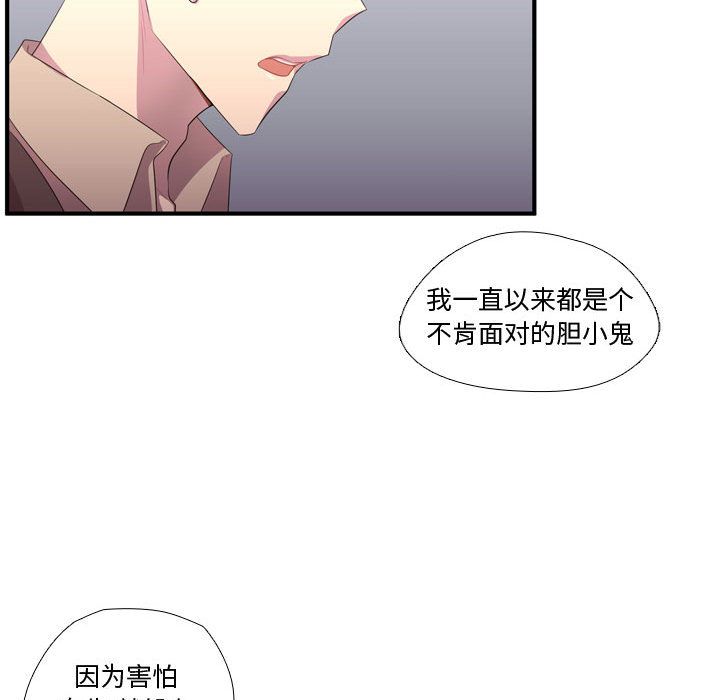 我一直以来都是个
不肯面对的胆小鬼
因为害怕